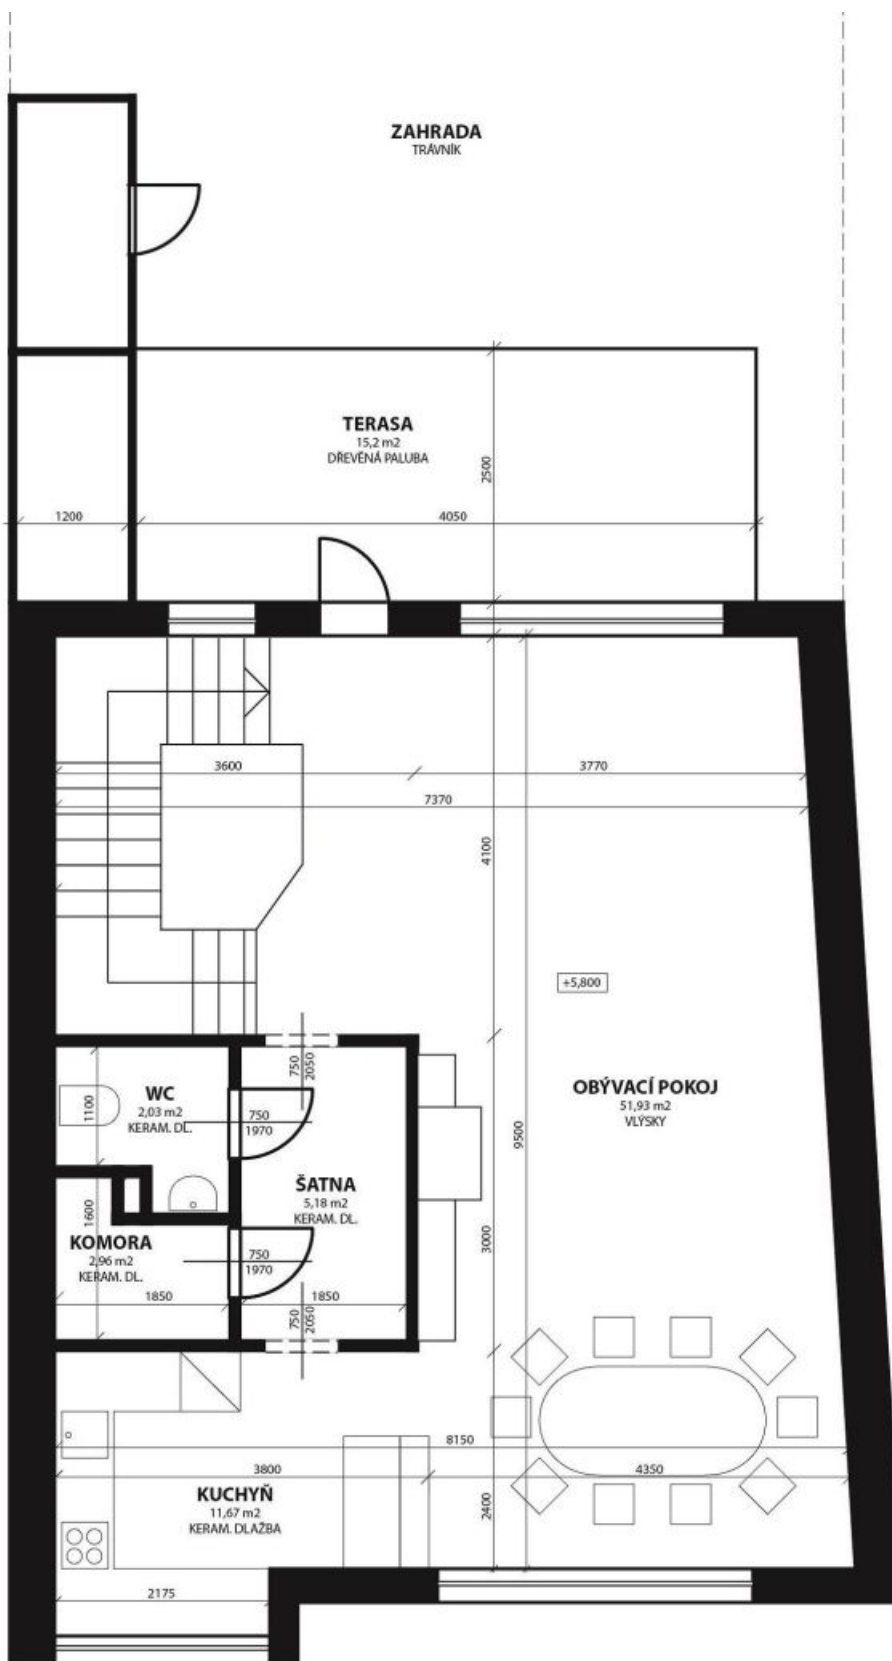 ZAHRADA
TRÁVNÍK
TERASA
15,2 m2
DŘEVĚNÁ PALUBA
2500
1200
4050
3600
3770
7370
4100
+5,800
750
2050
WC
2,03 m2
KERAM. DL.
1100
750
1970
OBÝVACÍ POKOJ
51,93 m2
VLÝSKY
9500
ŠATNA
5,18 m2
KERAM. DL.
1600
KOMORA
2,96 m2
KERAM. DL.
3000
750
1970
1850
1850
750
2050
8150
3800
4350
KUCHYŇ
11,67 m2
KERAM. DLAŽBA
2400
2175